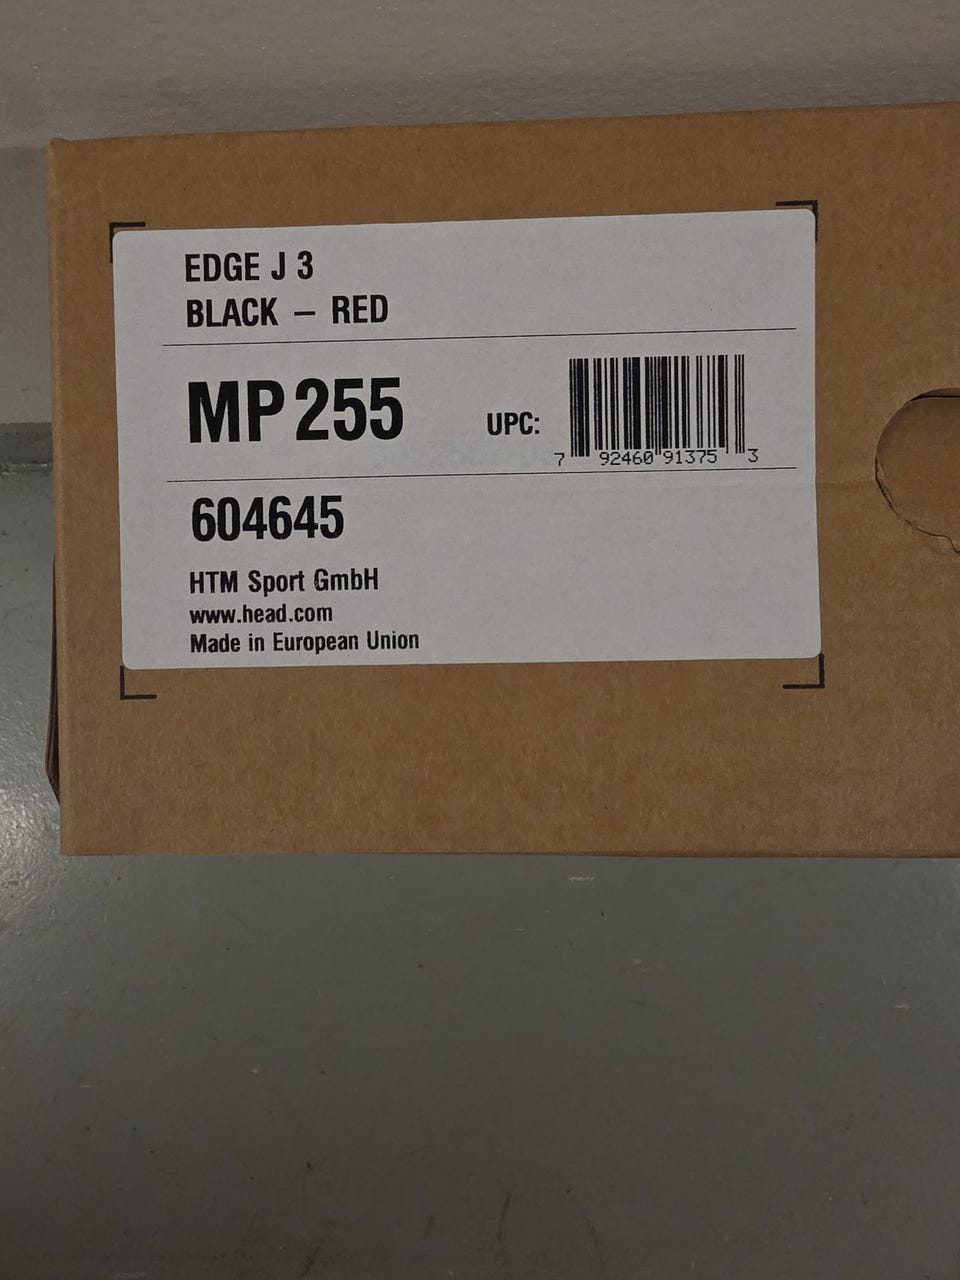 EDGE J 3
BLACK – RED
MP 255
UPC:
7 92460 91375 3
604645
HTM Sport GmbH
www.head.com
Made in European Union